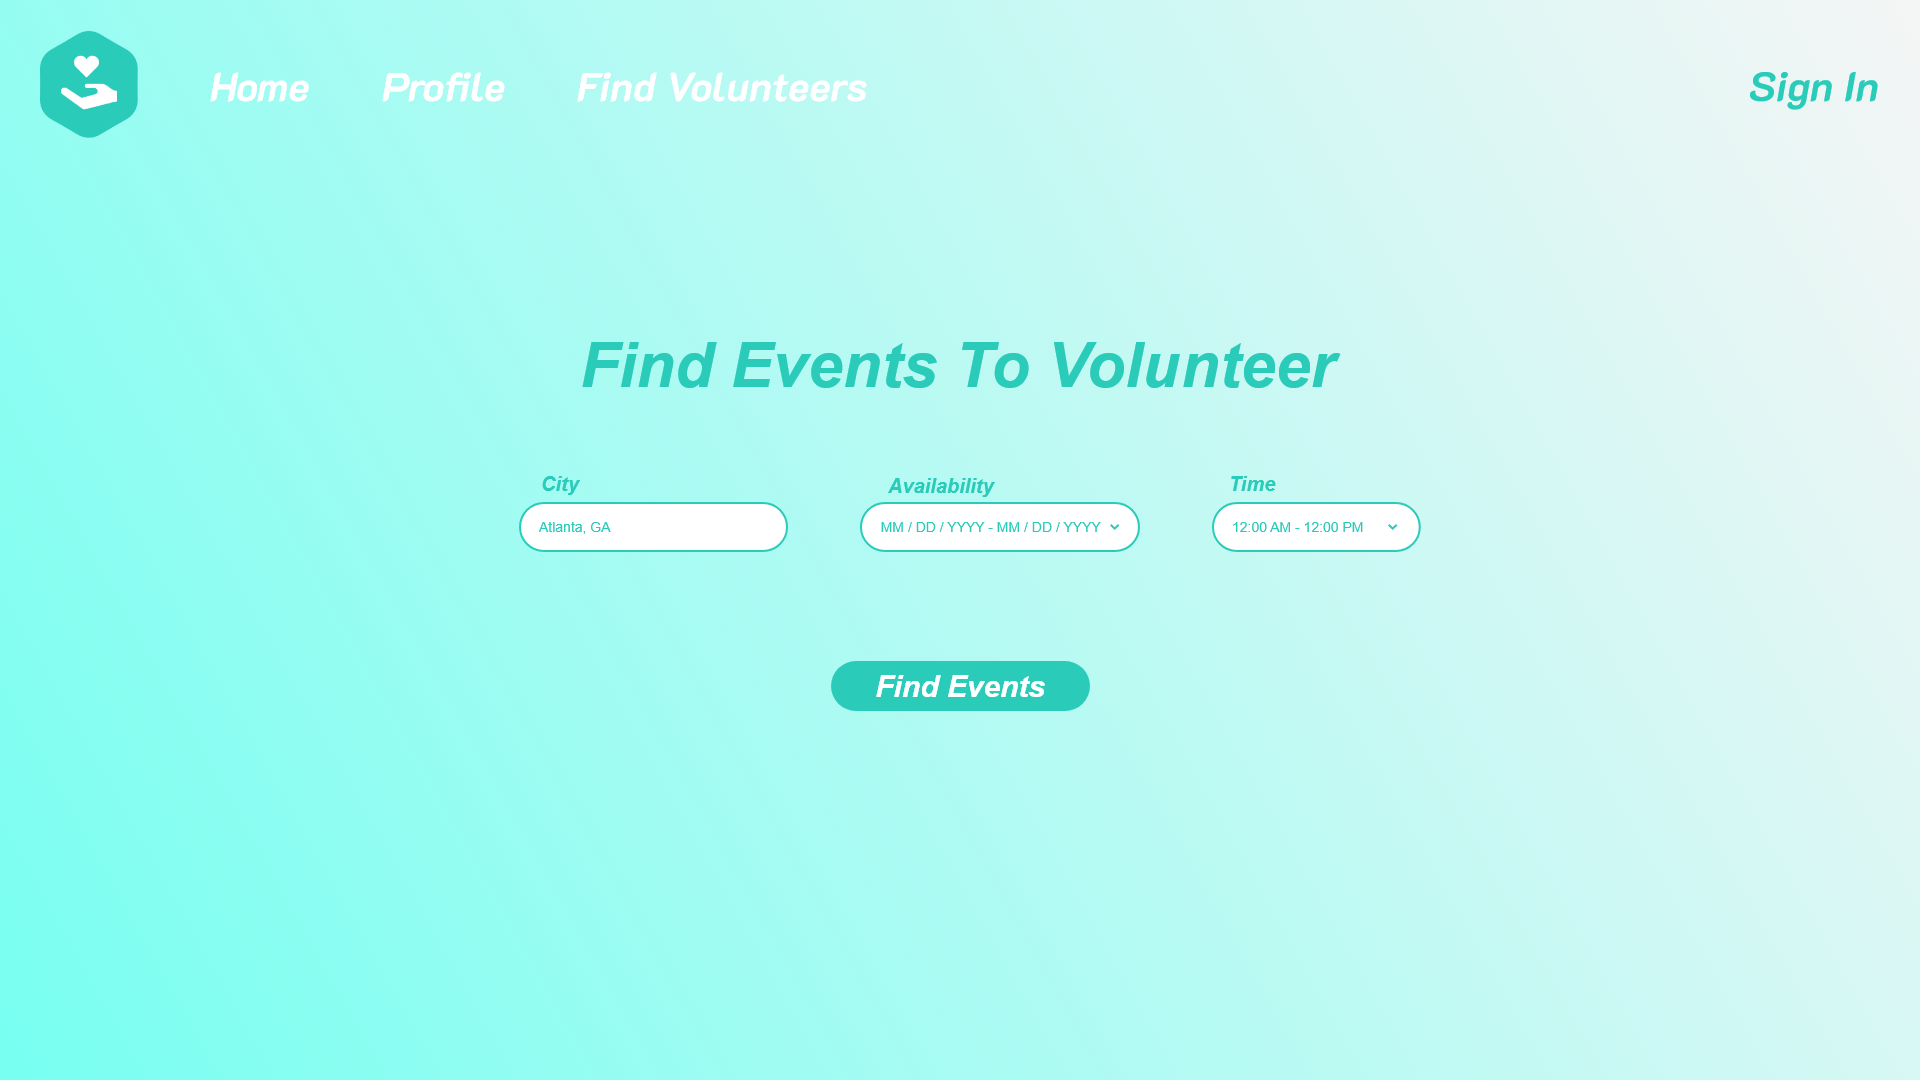 Home Profile Find Volunteers Sign In
Find Events To Volunteer
City Availability Time
Atlanta, GA MM / DD / YYYY - MM / DD / YYYY 12:00 AM - 12:00 PM
Find Events